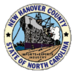 NEW HANOVER COUNTY
STATE OF NORTH CAROLINA